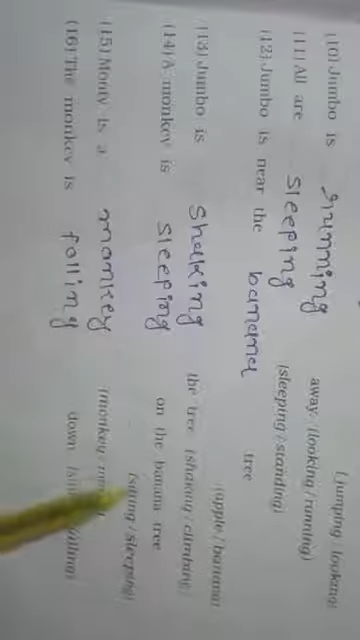 (jumping / looking)
(10) Jumbo is running away. (looking / running)
(11) All are sleeping (sleeping / standing)
(12) Jumbo is near the banana tree
(apple / banana)
(13) Jumbo is Shaking the tree (shaking / climbing)
(14) A monkey is Sleeping on the banana tree
(sitting / sleeping)
(15) Monty is a monkey (monkey /
(16) The monkey is falling down